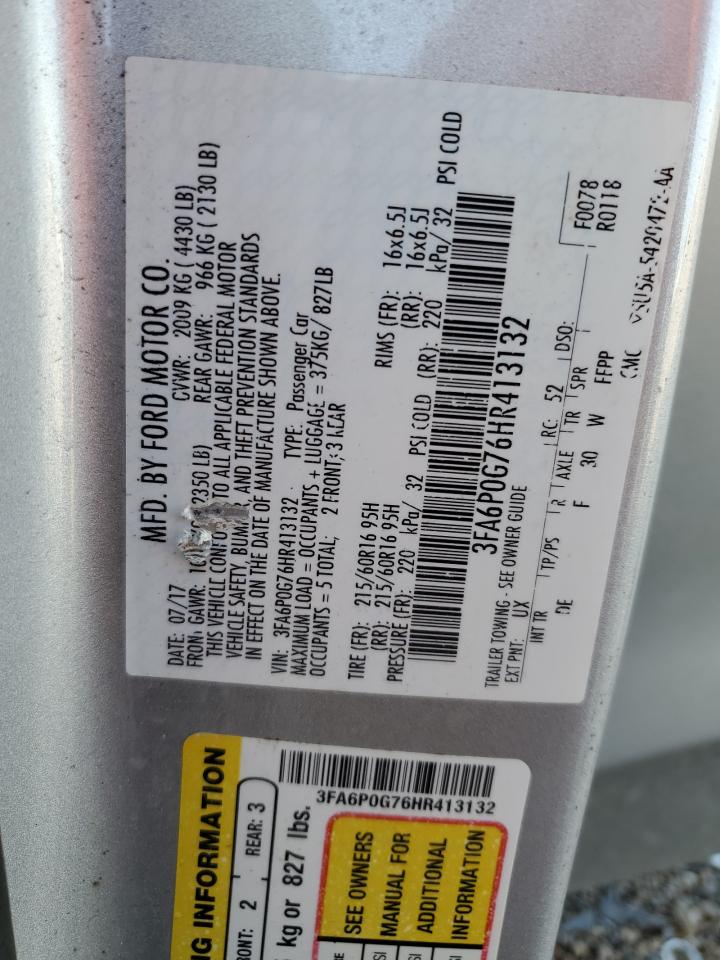 MFD. BY FORD MOTOR CO.
DATE: 07/17 GVWR: 2009 KG ( 4430 LB)
FRONT GAWR: 2350 LB) REAR GAWR: 966 KG ( 2130 LB)
THIS VEHICLE CONFO TO ALL APPLICABLE FEDERAL MOTOR
VEHICLE SAFETY, BUM R, AND THEFT PREVENTION STANDARDS
IN EFFECT ON THE DATE OF MANUFACTURE SHOWN ABOVE.
VIN: 3FA6P0G76HR413132 TYPE: Passenger Car
MAXIMUM LOAD = OCCUPANTS + LUGGAGE = 375KG/ 827LB
OCCUPANTS = 5 TOTAL; 2 FRONT; 3 REAR
TIRE (FR): 215/60R16 95H RIMS (FR): 16x6.5J
(RR): 215/60R16 95H (RR): 16x6.5J
PRESSURE (FR): 220 kPa/ 32 PSI COLD (RR): 220 kPa/ 32 PSI COLD
3FA6P0G76HR413132
TRAILER TOWING - SEE OWNER GUIDE
EXT PNT: UX RC: 52 DSO: F0078
R0118
INT TR TP/PS R AXLE TR SPR
DE F 30 W FFPP
CMC
NG INFORMATION
RONT: 2 REAR: 3
kg or 827 lbs.
3FA6P0G76HR413132
SEE OWNERS
MANUAL FOR
ADDITIONAL
INFORMATION